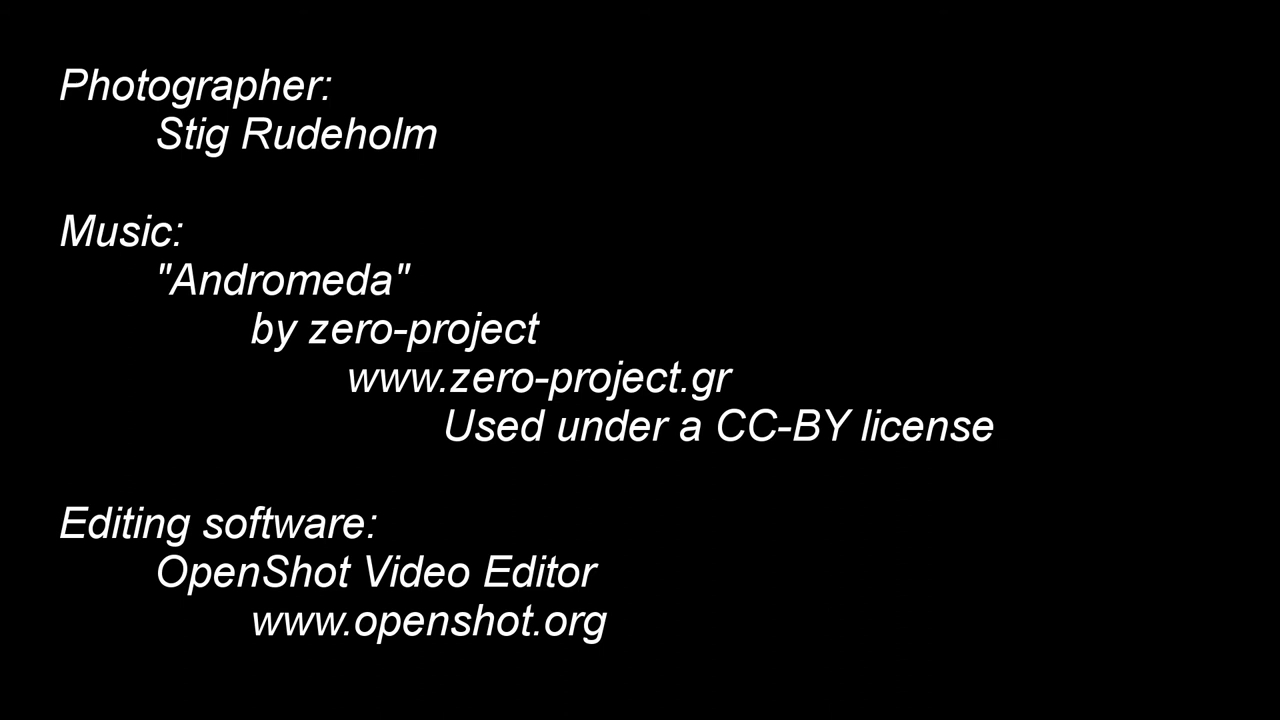 Photographer:
Stig Rudeholm
Music:
"Andromeda"
by zero-project
www.zero-project.gr
Used under a CC-BY license
Editing software:
OpenShot Video Editor
www.openshot.org